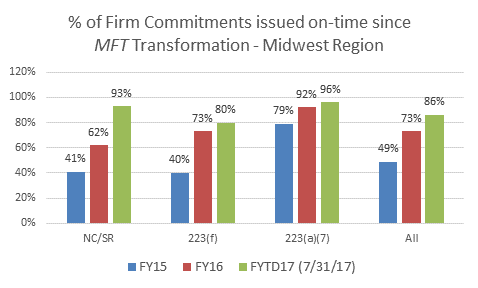 % of Firm Commitments issued on-time since
MFT Transformation - Midwest Region
120%
100%
80%
60%
40%
20%
0%
41%
62%
93%
40%
73%
80%
79%
92%
96%
49%
73%
86%
NC/SR
223(f)
223(a)(7)
All
FY15 FY16 FYTD17 (7/31/17)